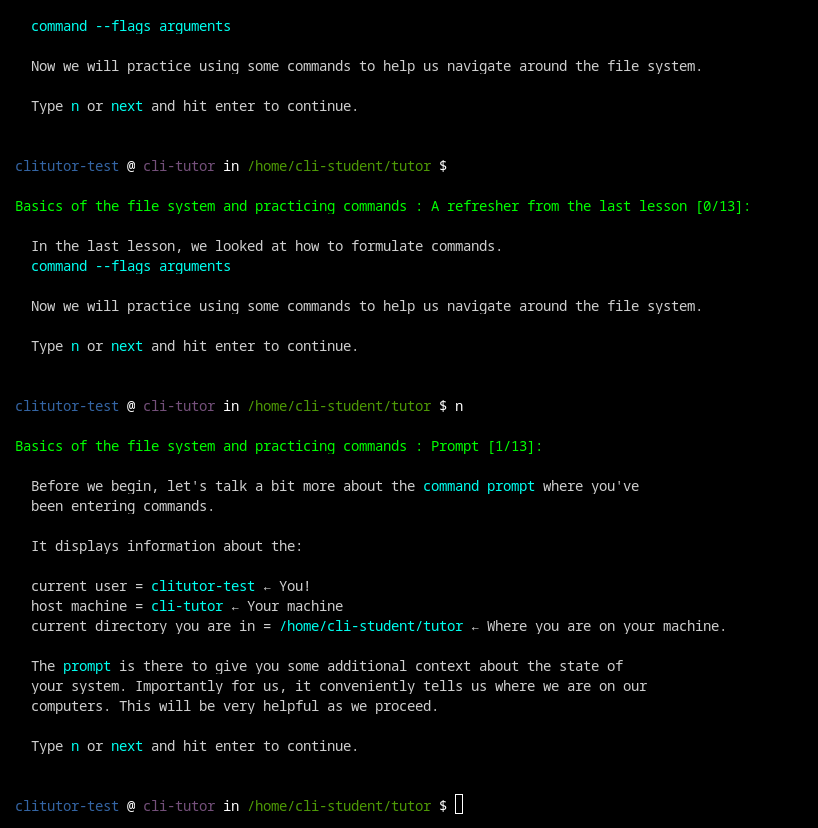 command --flags arguments
Now we will practice using some commands to help us navigate around the file system.
Type n or next and hit enter to continue.
clitutor-test @ cli-tutor in /home/cli-student/tutor $
Basics of the file system and practicing commands : A refresher from the last lesson [0/13]:
In the last lesson, we looked at how to formulate commands.
command --flags arguments
Now we will practice using some commands to help us navigate around the file system.
Type n or next and hit enter to continue.
clitutor-test @ cli-tutor in /home/cli-student/tutor $ n
Basics of the file system and practicing commands : Prompt [1/13]:
Before we begin, let's talk a bit more about the command prompt where you've
been entering commands.
It displays information about the:
current user = clitutor-test ← You!
host machine = cli-tutor ← Your machine
current directory you are in = /home/cli-student/tutor ← Where you are on your machine.
The prompt is there to give you some additional context about the state of
your system. Importantly for us, it conveniently tells us where we are on our
computers. This will be very helpful as we proceed.
Type n or next and hit enter to continue.
clitutor-test @ cli-tutor in /home/cli-student/tutor $